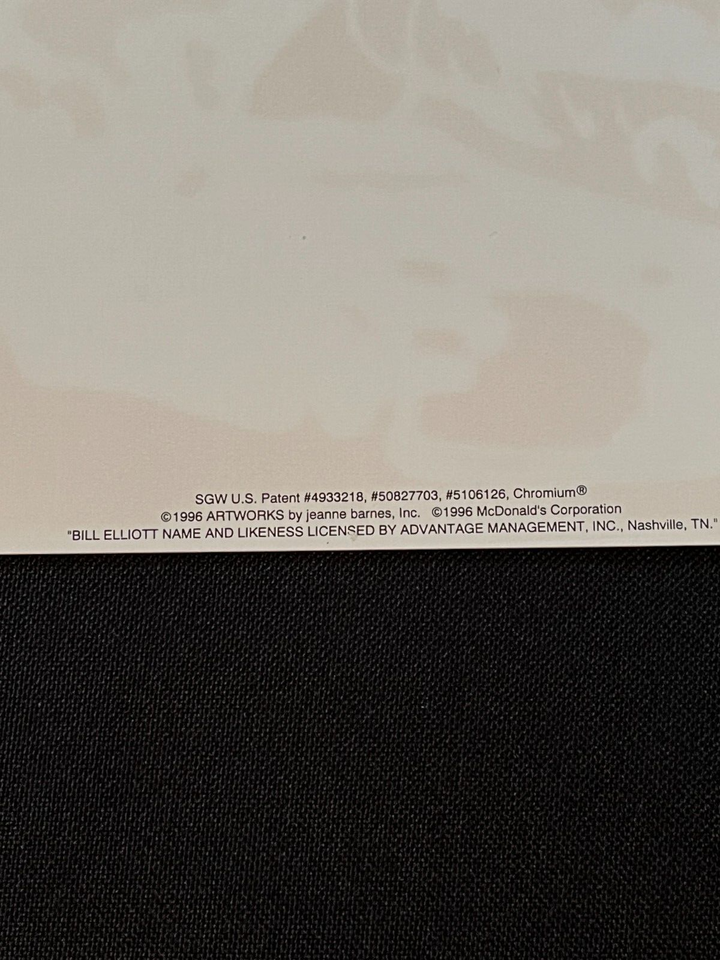 SGW U.S. Patent #4933218, #50827703, #5106126, Chromium®
©1996 ARTWORKS by jeanne barnes, Inc. ©1996 McDonald's Corporation
"BILL ELLIOTT NAME AND LIKENESS LICENSED BY ADVANTAGE MANAGEMENT, INC., Nashville, TN."